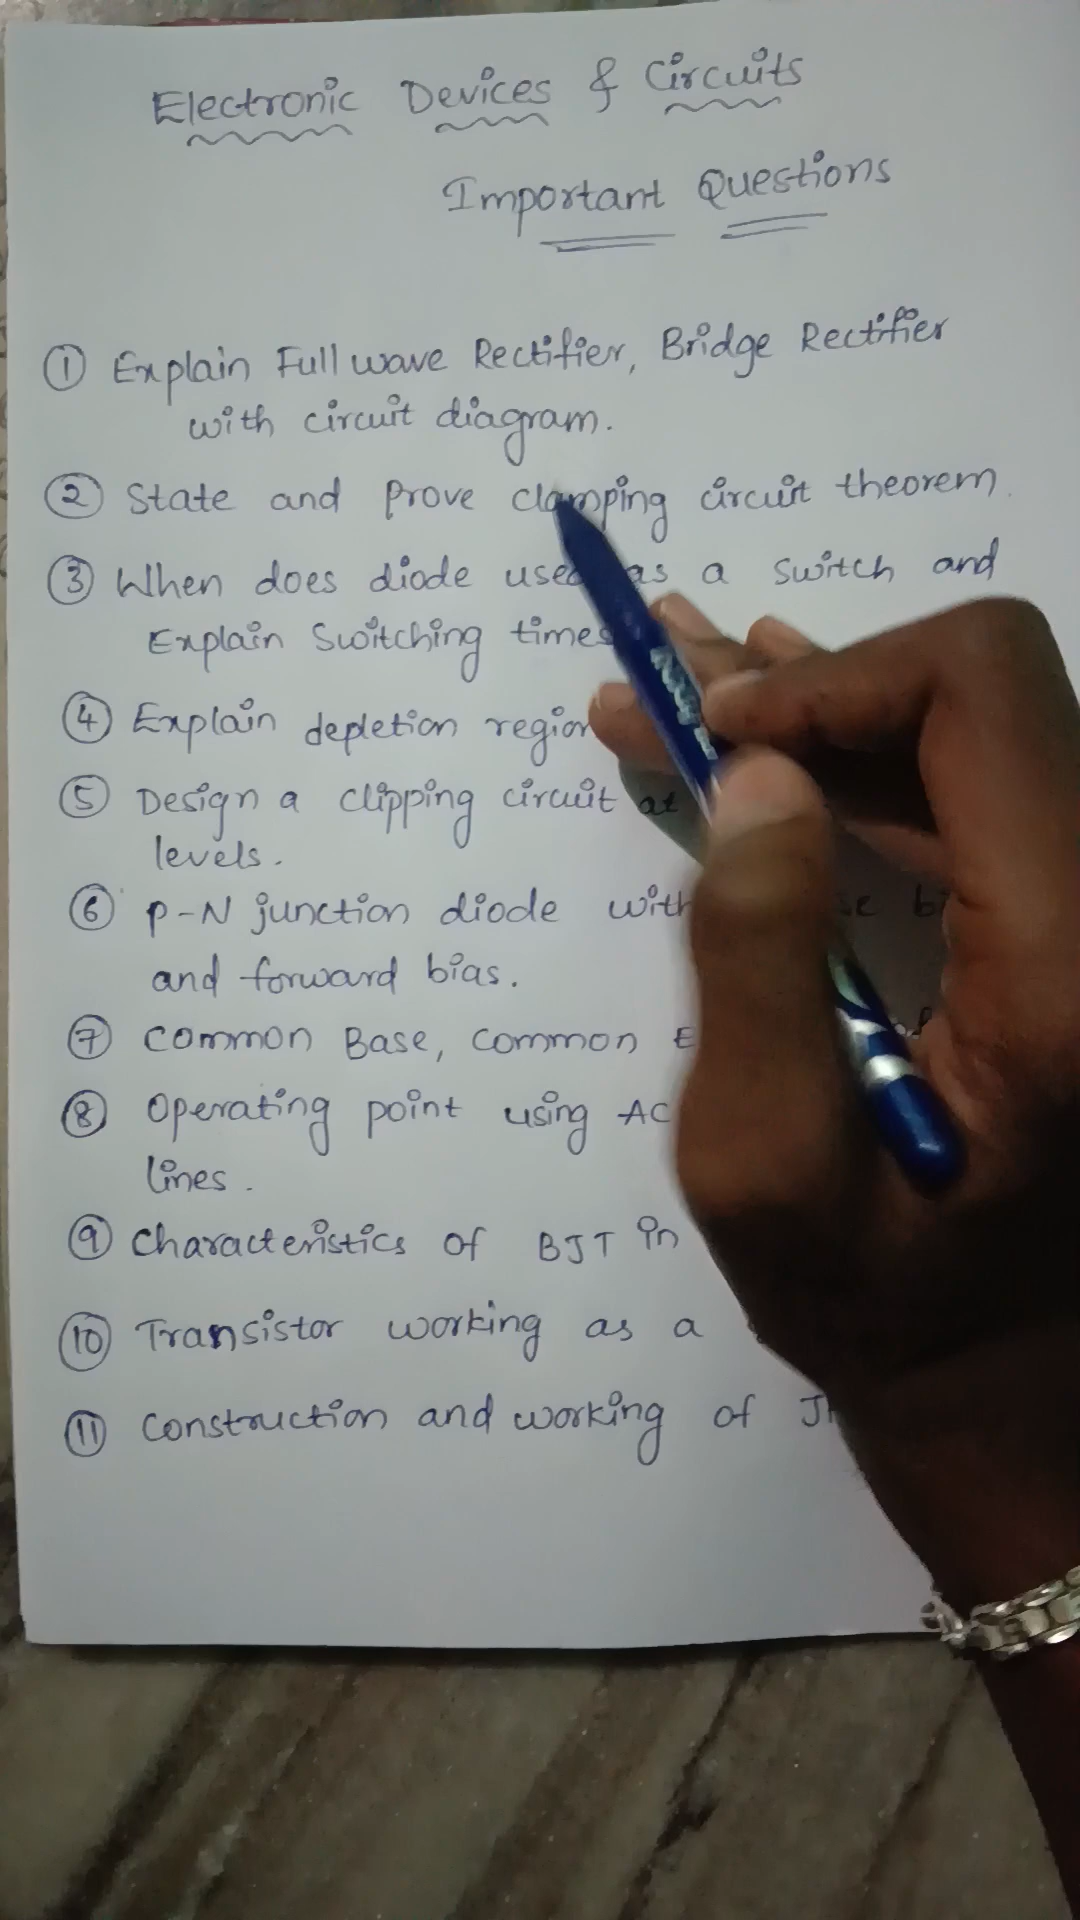 Electronic Devices & Circuits
Important Questions
① Explain Full wave Rectifier, Bridge Rectifier
with circuit diagram.
② State and Prove clamping circuit theorem.
③ When does diode used as a switch and
Explain switching times
④ Explain depletion region
⑤ Design a clipping circuit at
levels.
⑥ P-N junction diode with
and forward bias.
⑦ Common Base, Common
⑧ Operating point using AC
lines.
⑨ Characteristics of BJT in
⑩ Transistor working as a
⑪ Construction and working of